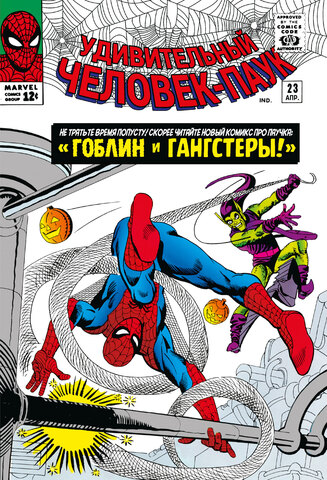 MARVEL
COMICS
GROUP
12¢
APPROVED
BY THE
COMICS
CODE
AUTHORITY
УДИВИТЕЛЬНЫЙ
ЧЕЛОВЕК-ПАУК
IND.
23
АПР.
НЕ ТРАТЬТЕ ВРЕМЯ ПОПУСТУ! СКОРЕЕ ЧИТАЙТЕ НОВЫЙ КОМИКС ПРО ПАУЧКА:
« ГОБЛИН И ГАНГСТЕРЫ! »